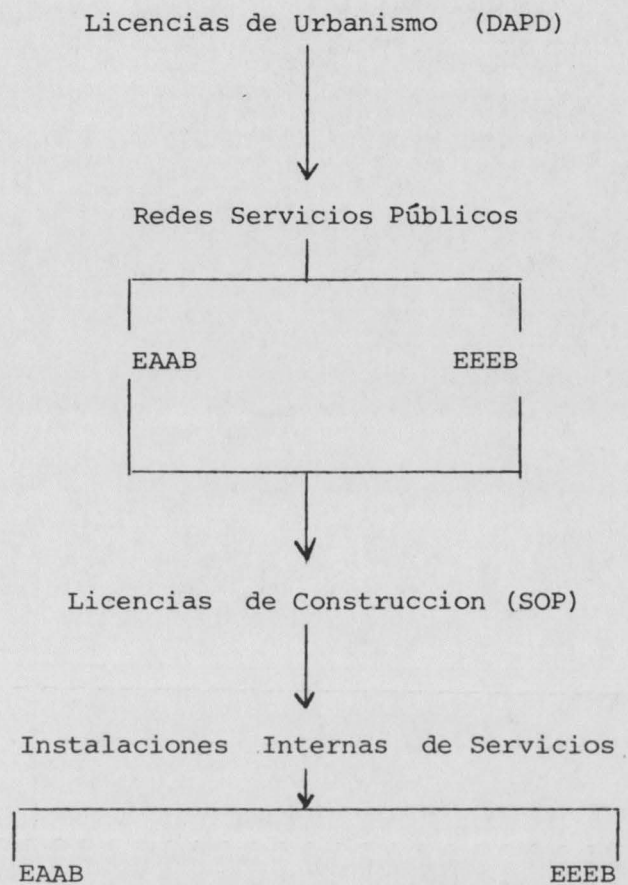 Licencias de Urbanismo (DAPD)
Redes Servicios Públicos
EAAB EEEB
Licencias de Construccion (SOP)
Instalaciones Internas de Servicios
EAAB EEEB